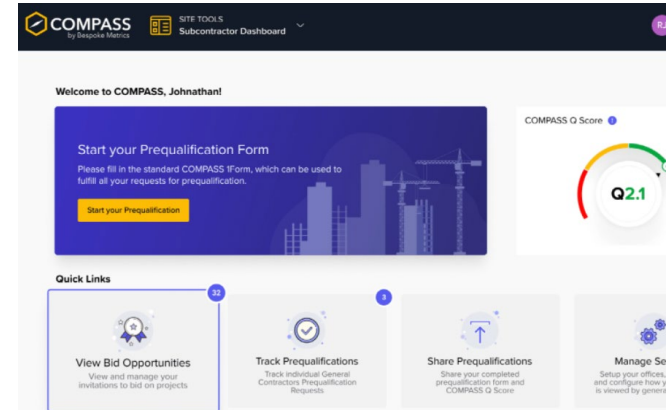 COMPASS
by Bespoke Metrics
SITE TOOLS
Subcontractor Dashboard
RJ
Welcome to COMPASS, Johnathan!
Start your Prequalification Form
Please fill in the standard COMPASS 1Form, which can be used to
fulfill all your requests for prequalification.
Start your Prequalification
COMPASS Q Score
Q2.1
Quick Links
32
View Bid Opportunities
View and manage your
invitations to bid on projects
3
Track Prequalifications
Track individual General
Contractors Prequalification
Requests
Share Prequalifications
Share your completed
prequalification form and
COMPASS Q Score
Manage Se
Setup your offices,
and configure how y
is viewed by genera